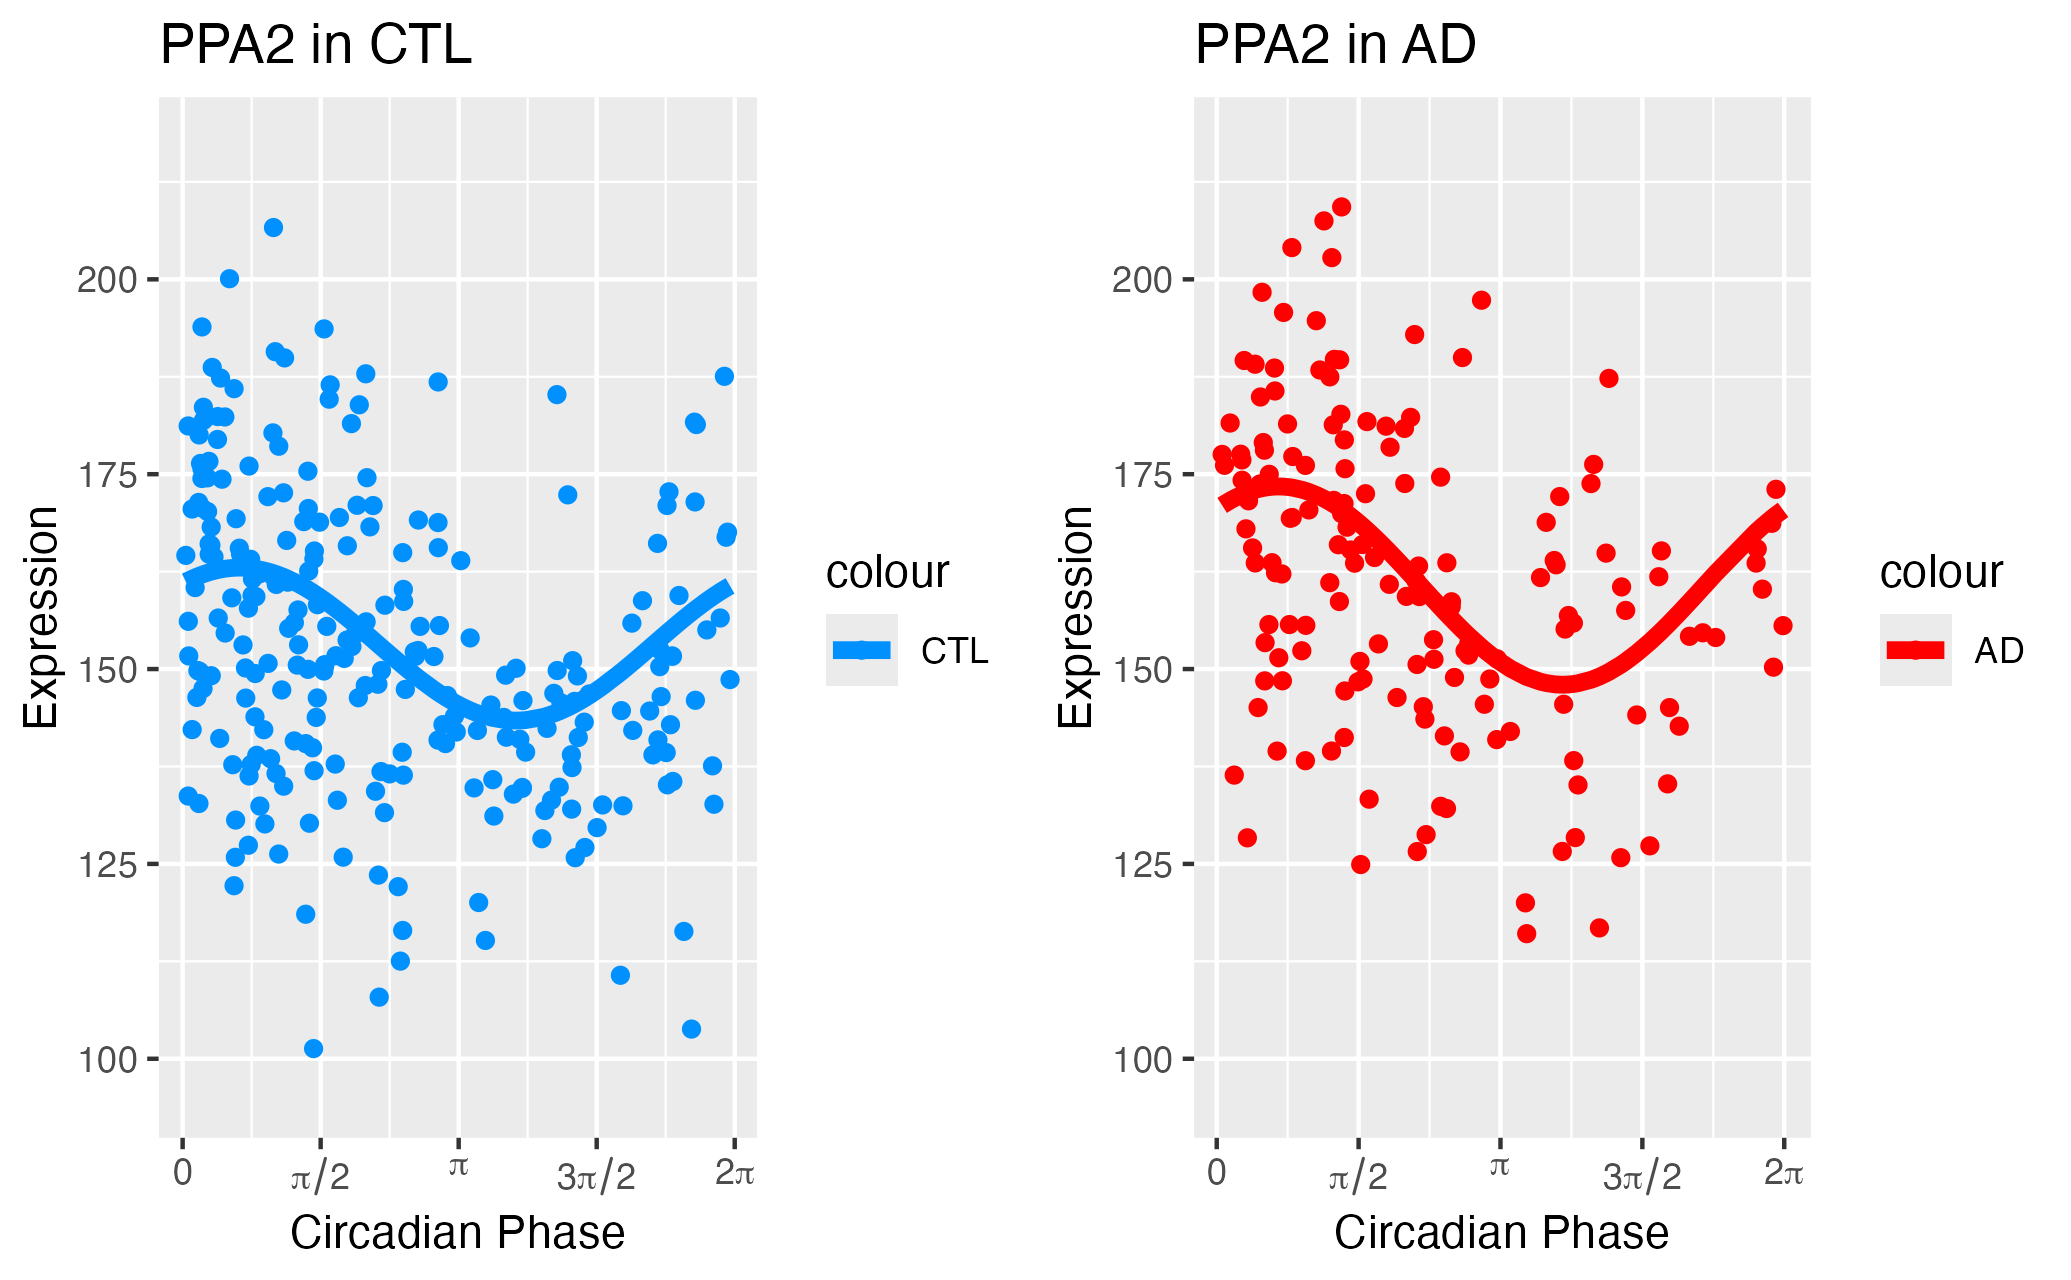 PPA2 in CTL
Expression
200
175
150
125
100
0 π/2 π 3π/2 2π
Circadian Phase
colour
CTL
PPA2 in AD
Expression
200
175
150
125
100
0 π/2 π 3π/2 2π
Circadian Phase
colour
AD